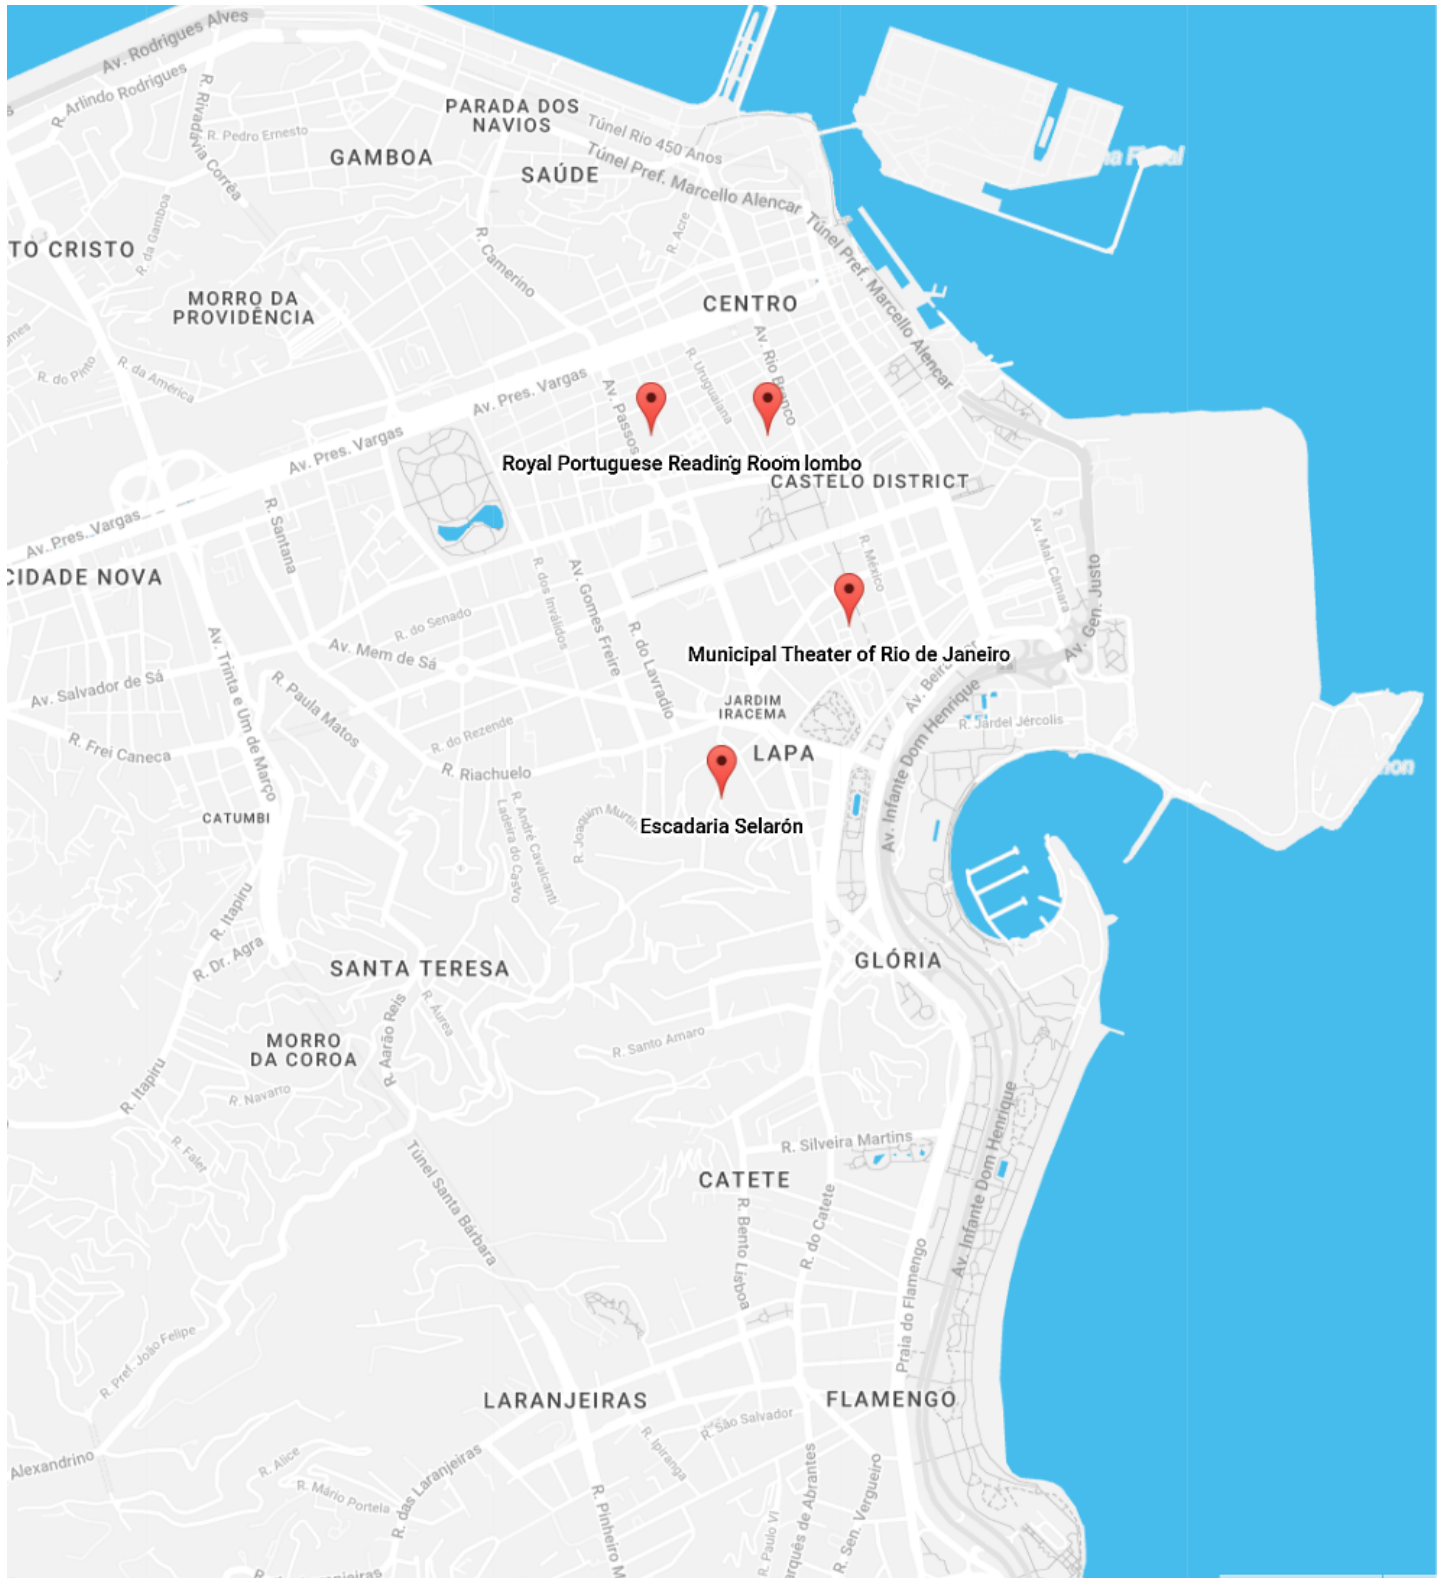 Av. Rodrigues Alves
R. Arlindo Rodrigues
R. Rivadávia Corrêa
R. Pedro Ernesto
PARADA DOS
NAVIOS
GAMBOA
SAÚDE
Túnel Rio 450 Anos
Túnel Pref. Marcello Alencar
Túnel Pref. Marcello Alencar
R. Acre
R. Camerino
R. da Gamboa
TO CRISTO
MORRO DA
PROVIDÊNCIA
CENTRO
R. do Pinto
R. da América
Av. Rio Branco
R. Uruguaiana
Av. Passos
Av. Pres. Vargas
Av. Pres. Vargas
Av. Pres. Vargas
Royal Portuguese Reading Room lombo
CASTELO DISTRICT
R. Santana
CIDADE NOVA
R. dos Inválidos
Av. Gomes Freire
R. México
Av. Mal. Câmara
Av. Gen. Justo
R. do Senado
Av. Mem de Sá
R. do Lavradio
Municipal Theater of Rio de Janeiro
Av. Salvador de Sá
Av. Trinta e Um de Março
R. Paula Matos
R. Frei Caneca
R. do Rezende
R. Riachuelo
JARDIM
IRACEMA
LAPA
Av. Infante Dom Henrique
R. Jardel Jércolis
CATUMBI
R. André Cavalcanti
Ladeira do Castro
Escadaria Selarón
R. Itapiru
R. Dr. Agra
SANTA TERESA
GLÓRIA
R. Aarão Reis
R. Áurea
MORRO
DA COROA
R. Santo Amaro
R. Itapiru
R. Navarro
R. Falet
Túnel Santa Bárbara
R. Silveira Martins
CATETE
R. Bento Lisboa
R. do Catete
Av. Infante Dom Henrique
Praia do Flamengo
R. Pref. João Felipe
LARANJEIRAS
FLAMENGO
R. São Salvador
R. Ipiranga
Alexandrino
R. Alice
R. Mário Portela
R. das Laranjeiras
R. Pinheiro M
R. Paulo VI
R. Sen. Vergueiro